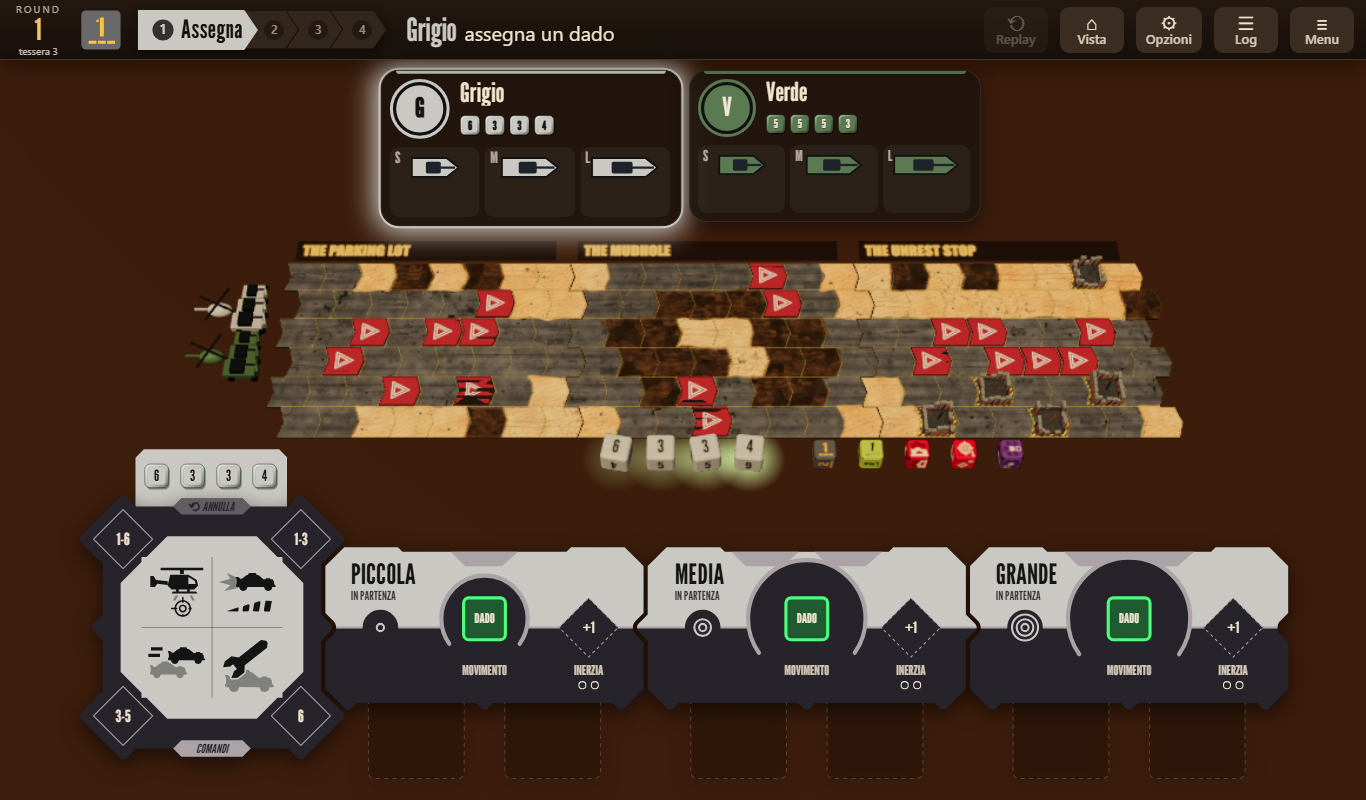 ROUND
1
tessera 3
1
1 Assegna 2 3 4
Grigio assegna un dado
Replay
Vista
Opzioni
Log
Menu
G
Grigio
6 3 3 4
S M L
V
Verde
5 5 5 3
S M L
THE PARKING LOT
THE MUDHOLE
THE UNREST STOP
6 3 3 4
6 3 3 4
ANNULLA
1-6
1-3
3-5
6
COMANDI
PICCOLA
IN PARTENZA
DADO
+1
MOVIMENTO
INERZIA
MEDIA
IN PARTENZA
DADO
+1
MOVIMENTO
INERZIA
GRANDE
IN PARTENZA
DADO
+1
MOVIMENTO
INERZIA